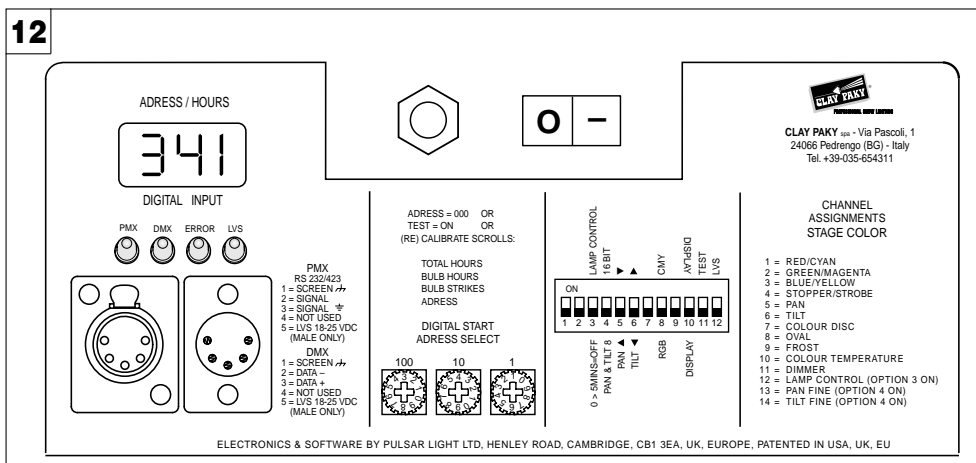 12
ADRESS / HOURS
341
DIGITAL INPUT
PMX DMX ERROR LVS
PMX
RS 232/423
1 = SCREEN
2 = SIGNAL
3 = SIGNAL
4 = NOT USED
5 = LVS 18-25 VDC
(MALE ONLY)
DMX
1 = SCREEN
2 = DATA –
3 = DATA +
4 = NOT USED
5 = LVS 18-25 VDC
(MALE ONLY)
O –
ADRESS = 000 OR
TEST = ON OR
(RE) CALIBRATE SCROLLS:
TOTAL HOURS
BULB HOURS
BULB STRIKES
ADRESS
DIGITAL START
ADRESS SELECT
100 10 1
LAMP CONTROL
16 BIT
▶
▲
CMY
DISPLAY
TEST
LVS
ON
1 2 3 4 5 6 7 8 9 10 11 12
0 > 5MINS=OFF
PAN & TILT 8
PAN ◀
TILT ▼
RGB
DISPLAY
CLAY PAKY
PROFESSIONAL SHOW LIGHTING
CLAY PAKY spa - Via Pascoli, 1
24066 Pedrengo (BG) - Italy
Tel. +39-035-654311
CHANNEL
ASSIGNMENTS
STAGE COLOR
1 = RED/CYAN
2 = GREEN/MAGENTA
3 = BLUE/YELLOW
4 = STOPPER/STROBE
5 = PAN
6 = TILT
7 = COLOUR DISC
8 = OVAL
9 = FROST
10 = COLOUR TEMPERATURE
11 = DIMMER
12 = LAMP CONTROL (OPTION 3 ON)
13 = PAN FINE (OPTION 4 ON)
14 = TILT FINE (OPTION 4 ON)
ELECTRONICS & SOFTWARE BY PULSAR LIGHT LTD, HENLEY ROAD, CAMBRIDGE, CB1 3EA, UK, EUROPE, PATENTED IN USA, UK, EU